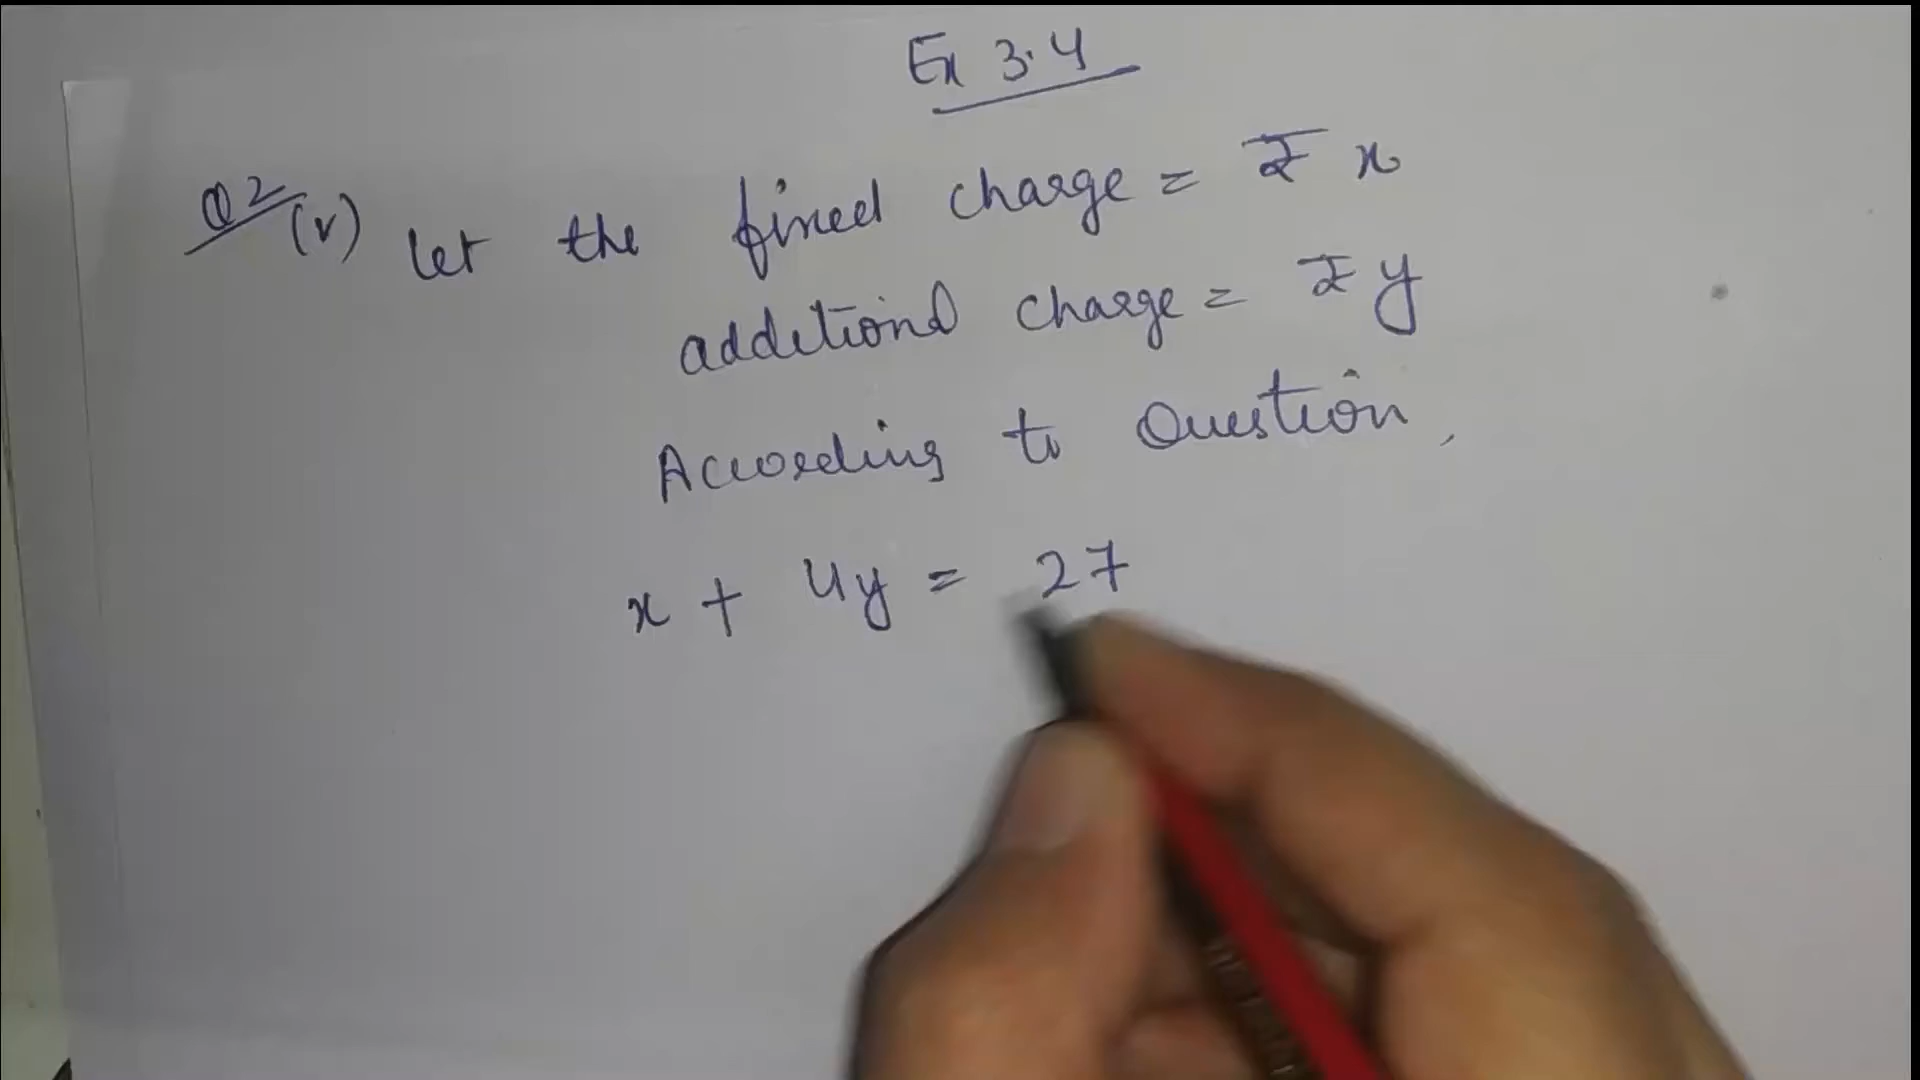 Ex 3.4
Q2 (v) let the fixed charge = ₹ x
additional charge = ₹ y
According to Question,
x + 4y = 27